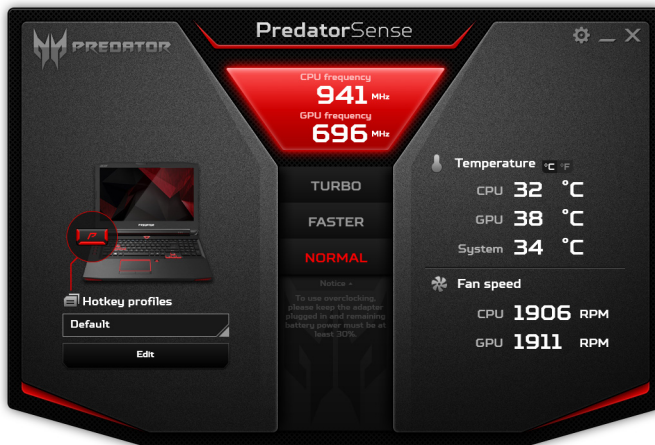 PREDATOR
PredatorSense
CPU frequency
941 MHz
GPU frequency
696 MHz
TURBO
FASTER
NORMAL
Notice
To use overclocking,
please keep the adapter
plugged in and remaining
battery power must be at
least 30%.
Hotkey profiles
Default
Edit
Temperature °C °F
CPU 32 °C
GPU 38 °C
System 34 °C
Fan speed
CPU 1906 RPM
GPU 1911 RPM